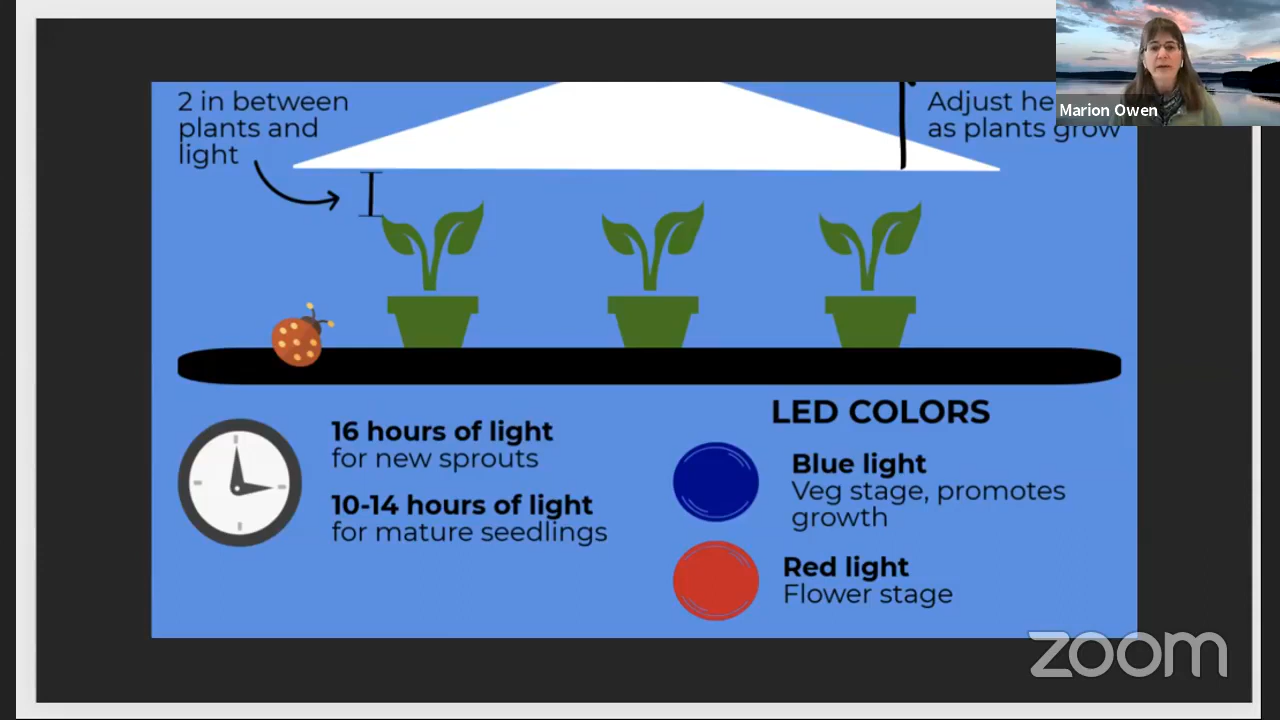 2 in between
plants and
light
Adjust
as plants grow
Marion Owen
16 hours of light
for new sprouts
10-14 hours of light
for mature seedlings
LED COLORS
Blue light
Veg stage, promotes
growth
Red light
Flower stage
zoom